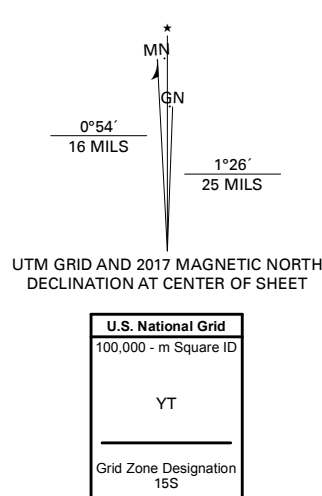 ★
MN
GN
0°54´
16 MILS
1°26´
25 MILS
UTM GRID AND 2017 MAGNETIC NORTH
DECLINATION AT CENTER OF SHEET
U.S. National Grid
100,000 - m Square ID
YT
Grid Zone Designation
15S